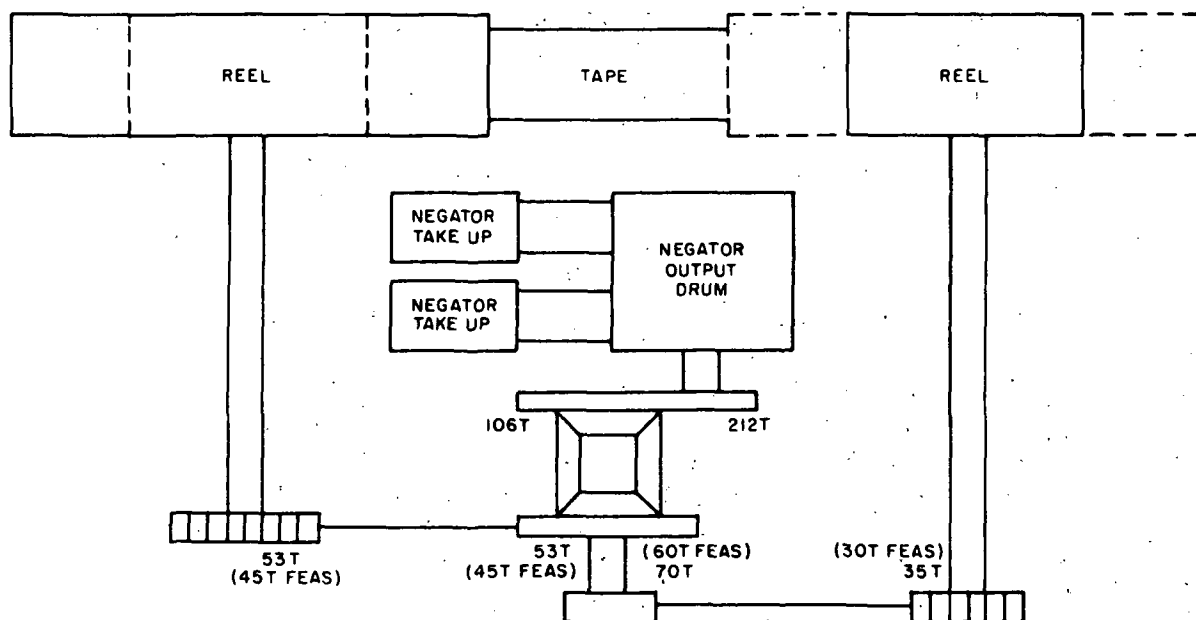 REEL
TAPE
REEL
NEGATOR
TAKE UP
NEGATOR
OUTPUT
DRUM
NEGATOR
TAKE UP
106T
212T
53T
(45T FEAS)
53T
(45T FEAS)
(60T FEAS)
70T
(30T FEAS)
35T